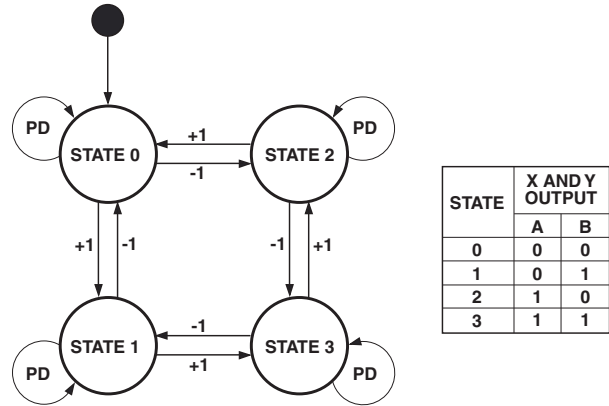 PD
STATE 0
+1
-1
STATE 2
PD
+1
-1
-1
+1
PD
STATE 1
-1
+1
STATE 3
PD
STATE
X AND Y OUTPUT
A B
0 0 0
1 0 1
2 1 0
3 1 1